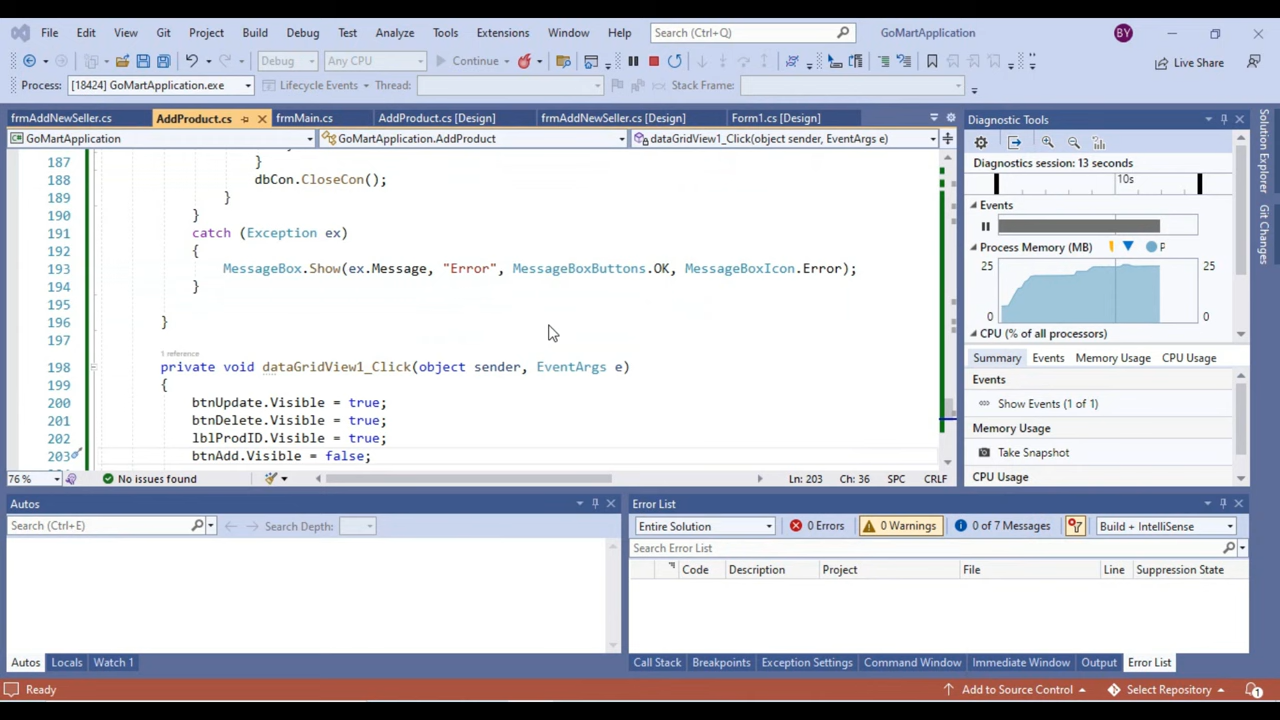 File Edit View Git Project Build Debug Test Analyze Tools Extensions Window Help Search (Ctrl+Q) GoMartApplication BY
Debug Any CPU Continue Live Share
Process: [18424] GoMartApplication.exe Lifecycle Events Thread: Stack Frame:
frmAddNewSeller.cs AddProduct.cs frmMain.cs AddProduct.cs [Design] frmAddNewSeller.cs [Design] Form1.cs [Design]
GoMartApplication GoMartApplication.AddProduct dataGridView1_Click(object sender, EventArgs e)
187 }
188 dbCon.CloseCon();
189 }
190 }
191 catch (Exception ex)
192 {
193 MessageBox.Show(ex.Message, "Error", MessageBoxButtons.OK, MessageBoxIcon.Error);
194 }
195
196 }
197
1 reference
198 private void dataGridView1_Click(object sender, EventArgs e)
199 {
200 btnUpdate.Visible = true;
201 btnDelete.Visible = true;
202 lblProdID.Visible = true;
203 btnAdd.Visible = false;
76 % No issues found Ln: 203 Ch: 36 SPC CRLF
Diagnostic Tools
Diagnostics session: 13 seconds
10s
Events
Process Memory (MB) P
25 25
0 0
CPU (% of all processors)
Summary Events Memory Usage CPU Usage
Events
Show Events (1 of 1)
Memory Usage
Take Snapshot
CPU Usage
Solution Explorer
Git Changes
Autos
Search (Ctrl+E) Search Depth:
Autos Locals Watch 1
Error List
Entire Solution 0 Errors 0 Warnings 0 of 7 Messages Build + IntelliSense
Search Error List
Code Description Project File Line Suppression State
Call Stack Breakpoints Exception Settings Command Window Immediate Window Output Error List
Ready Add to Source Control Select Repository 1